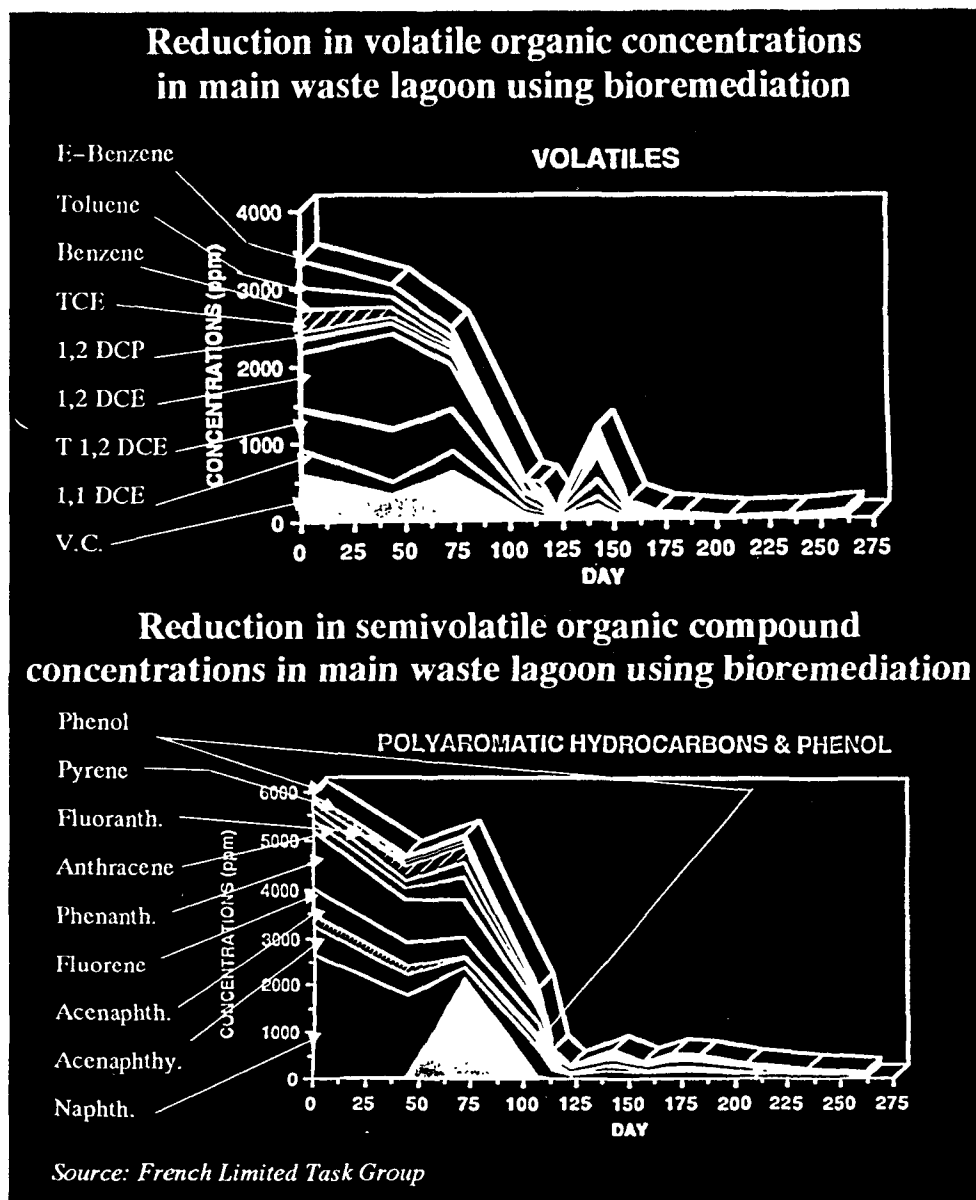 Reduction in volatile organic concentrations
in main waste lagoon using bioremediation
VOLATILES
E-Benzene
Toluene
Benzene
TCE
1,2 DCP
1,2 DCE
T 1,2 DCE
1,1 DCE
V.C.
CONCENTRATIONS (ppm)
4000
3000
2000
1000
0
0 25 50 75 100 125 150 175 200 225 250 275
DAY
Reduction in semivolatile organic compound
concentrations in main waste lagoon using bioremediation
POLYAROMATIC HYDROCARBONS & PHENOL
Phenol
Pyrene
Fluoranth.
Anthracene
Phenanth.
Fluorene
Acenaphth.
Acenaphthy.
Naphth.
CONCENTRATIONS (ppm)
6000
5000
4000
3000
2000
1000
0
0 25 50 75 100 125 150 175 200 225 250 275
DAY
Source: French Limited Task Group